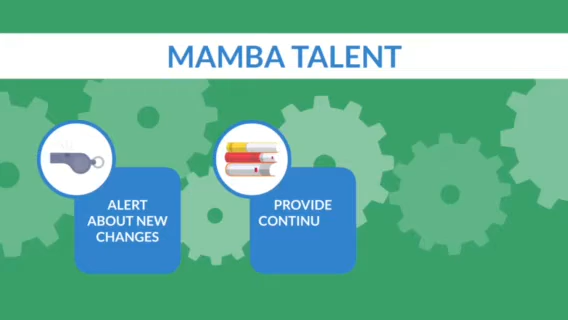 MAMBA TALENT
ALERT
ABOUT NEW
CHANGES
PROVIDE
CONTINU